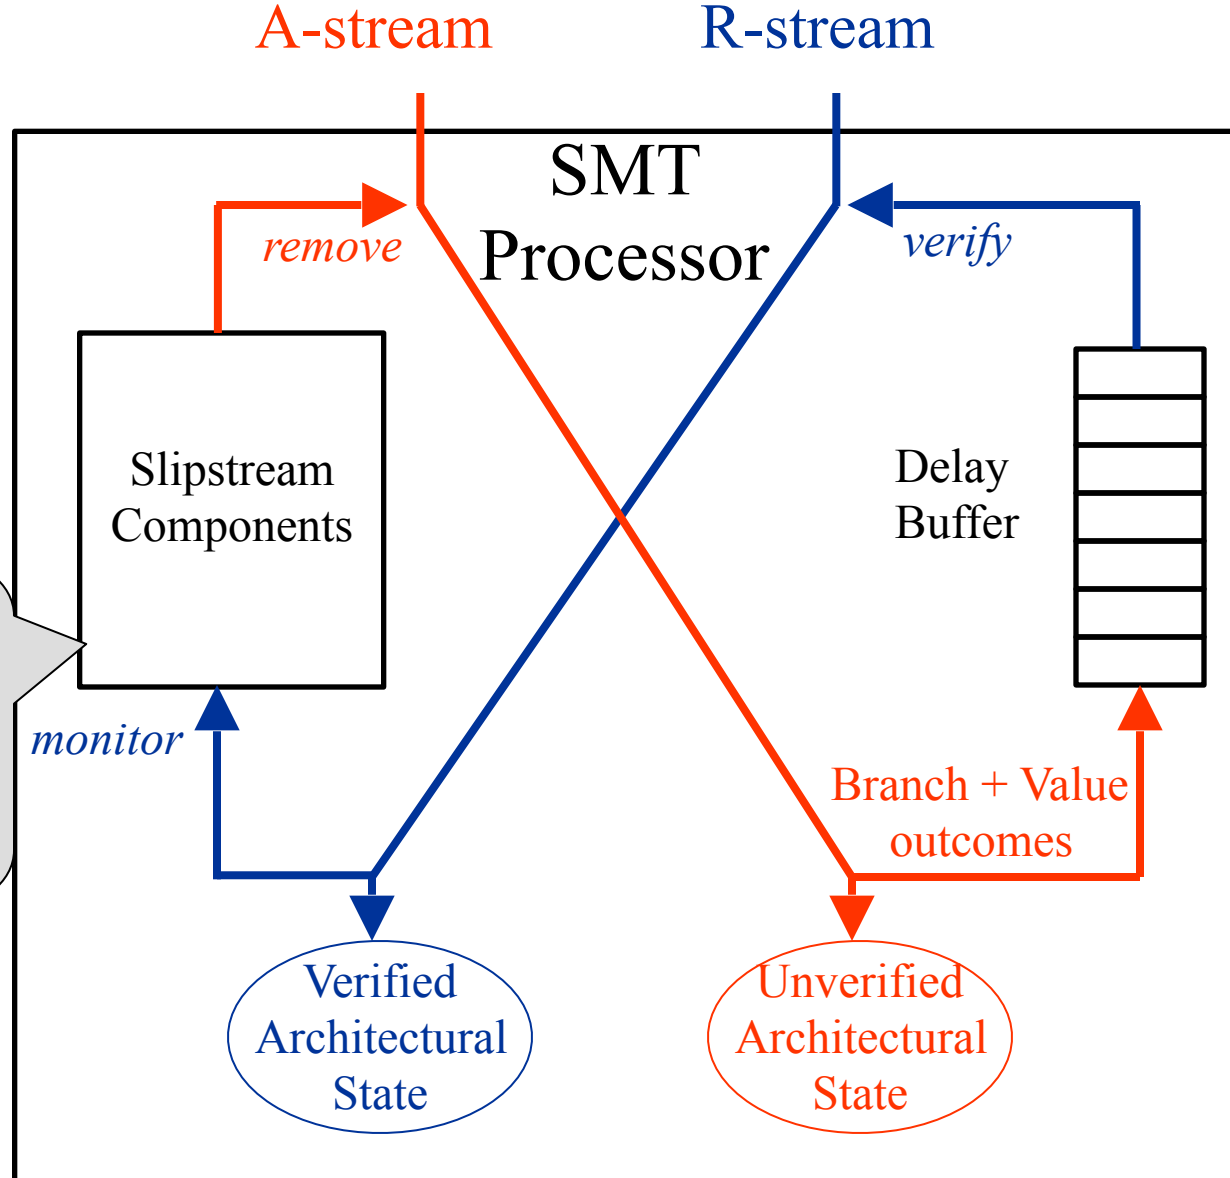 A-stream
R-stream
SMT
Processor
remove
verify
Slipstream
Components
Delay
Buffer
monitor
Branch + Value
outcomes
Verified
Architectural
State
Unverified
Architectural
State